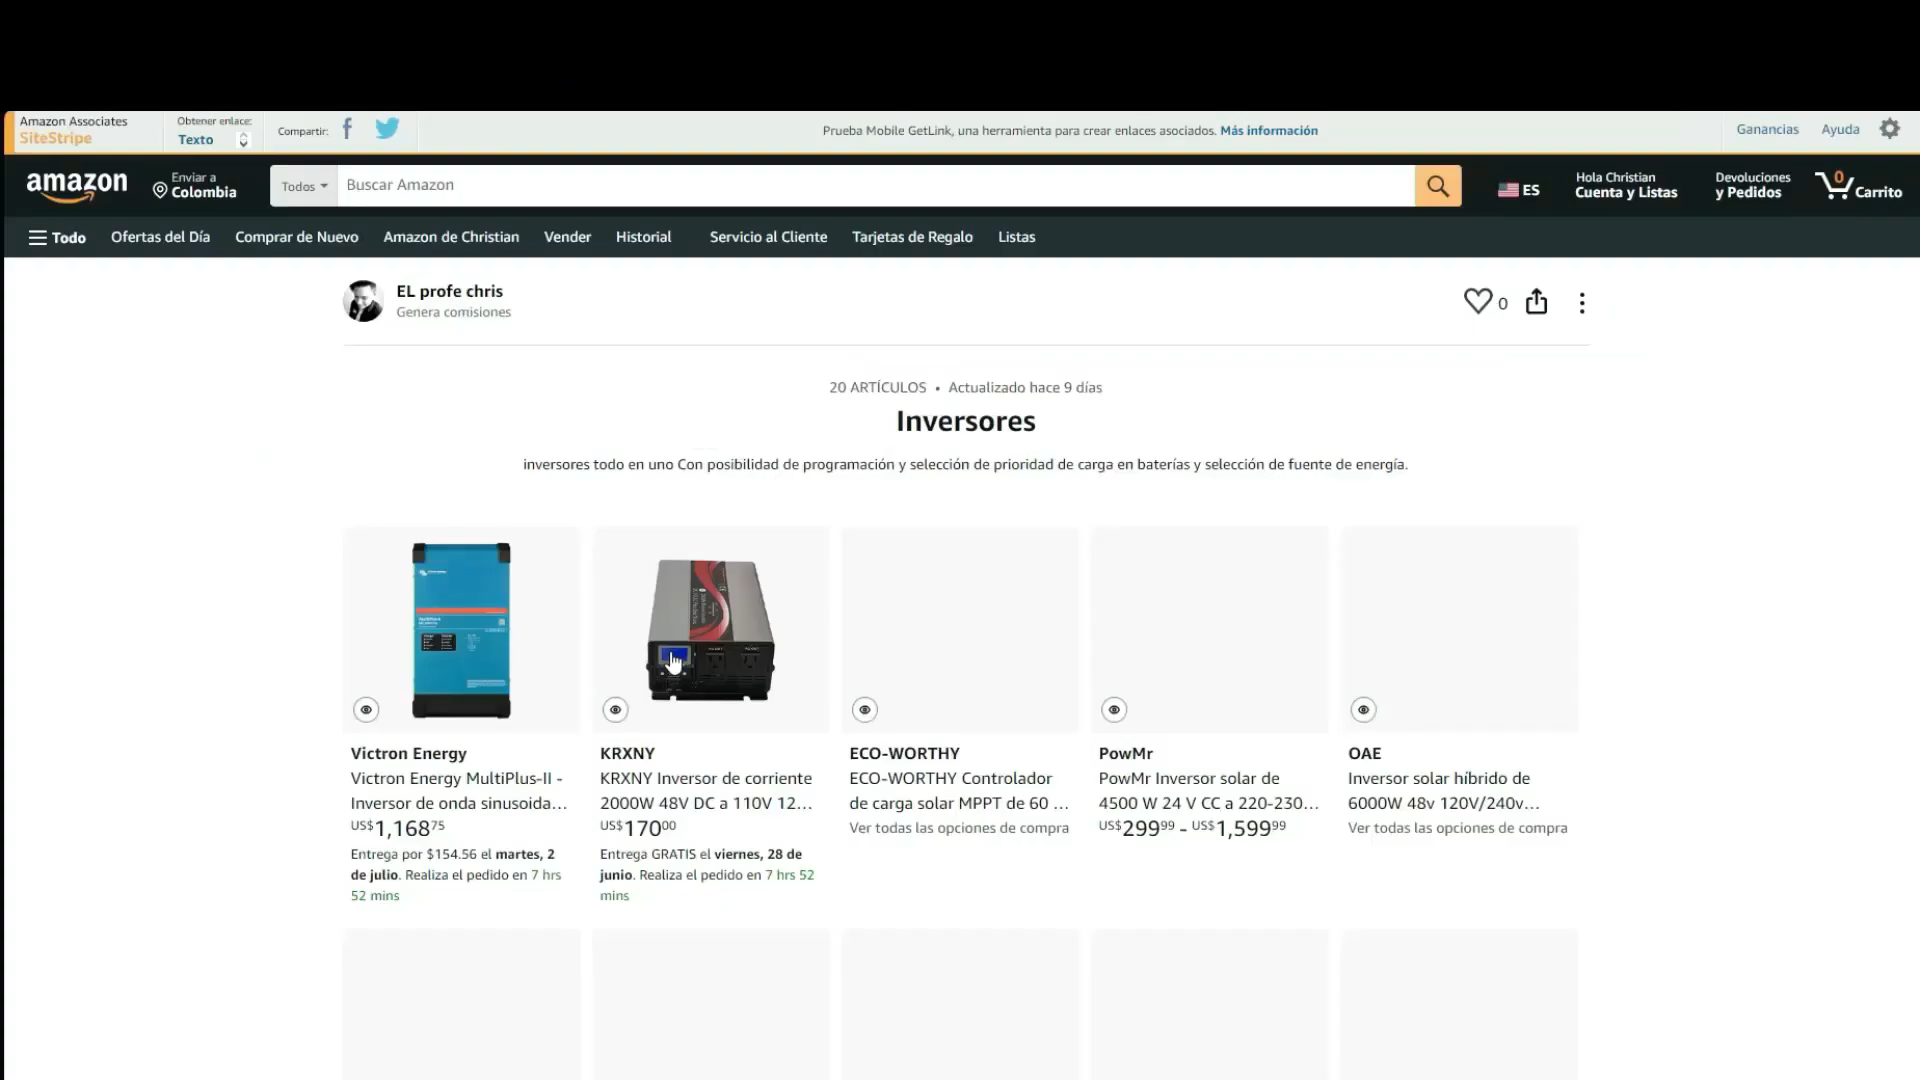 Amazon Associates
SiteStripe
Obtener enlace:
Texto
Compartir:
Prueba Mobile GetLink, una herramienta para crear enlaces asociados. Más información
Ganancias
Ayuda
amazon
Enviar a
Colombia
Todos
Buscar Amazon
ES
Hola Christian
Cuenta y Listas
Devoluciones
y Pedidos
0
Carrito
Todo
Ofertas del Día
Comprar de Nuevo
Amazon de Christian
Vender
Historial
Servicio al Cliente
Tarjetas de Regalo
Listas
EL profe chris
Genera comisiones
0
20 ARTÍCULOS • Actualizado hace 9 días
Inversores
inversores todo en uno Con posibilidad de programación y selección de prioridad de carga en baterías y selección de fuente de energía.
Victron Energy
Victron Energy MultiPlus-II -
Inversor de onda sinusoida...
US$1,16875
Entrega por $154.56 el martes, 2
de julio. Realiza el pedido en 7 hrs
52 mins
KRXNY
KRXNY Inversor de corriente
2000W 48V DC a 110V 12...
US$17000
Entrega GRATIS el viernes, 28 de
junio. Realiza el pedido en 7 hrs 52
mins
ECO-WORTHY
ECO-WORTHY Controlador
de carga solar MPPT de 60 ...
Ver todas las opciones de compra
PowMr
PowMr Inversor solar de
4500 W 24 V CC a 220-230...
US$29999 - US$1,59999
OAE
Inversor solar híbrido de
6000W 48v 120V/240v...
Ver todas las opciones de compra